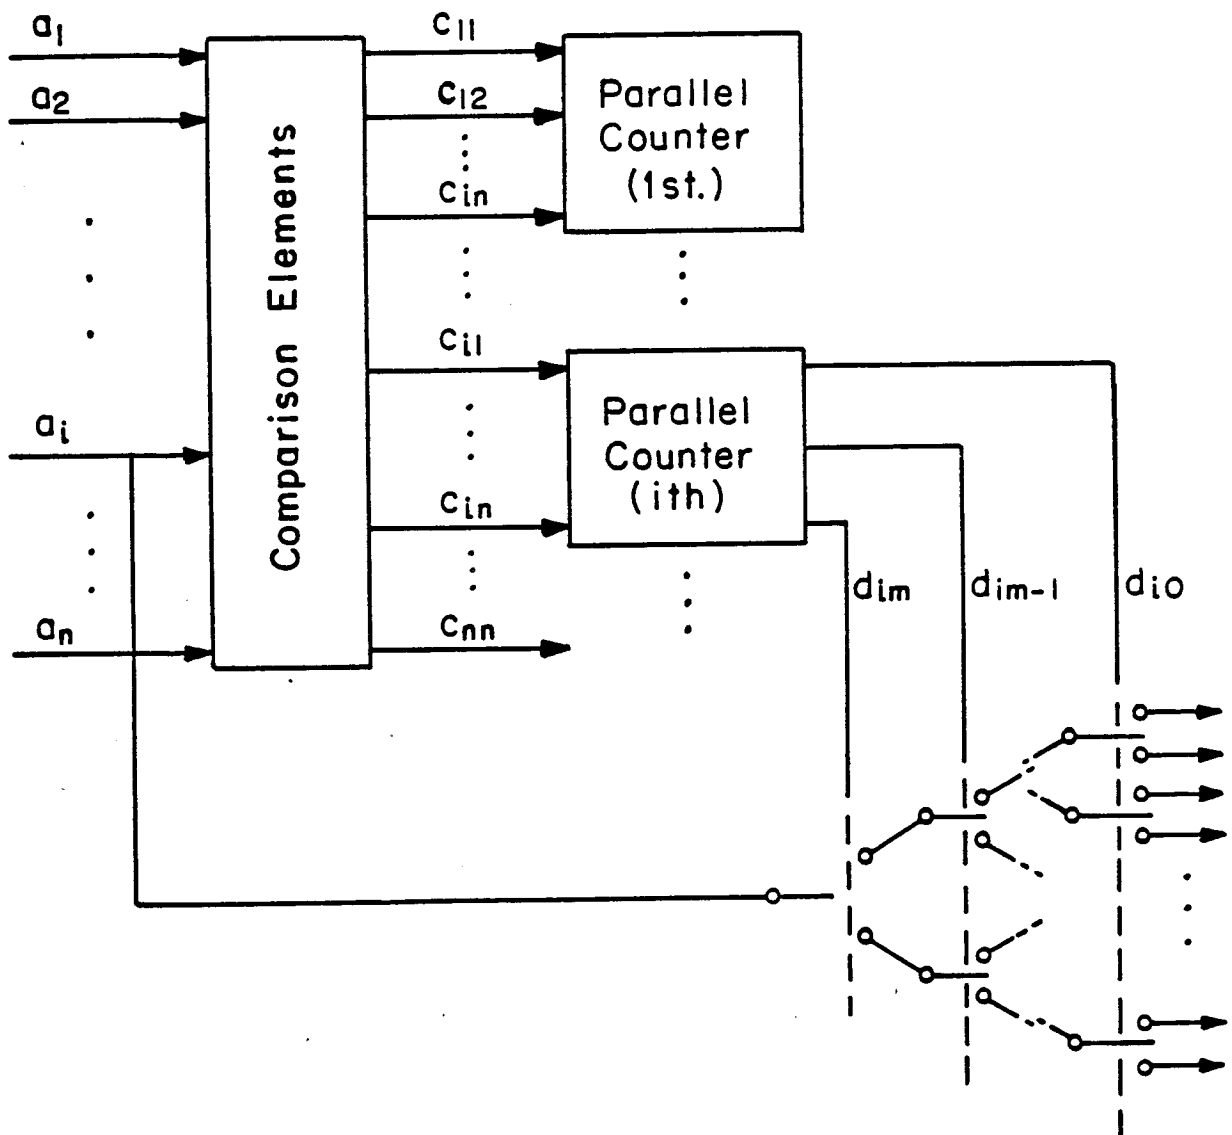 a1
a2
ai
an
Comparison Elements
c11
c12
cin
ci1
cin
cnn
Parallel
Counter
(1st.)
Parallel
Counter
(ith)
dim
dim-1
di0